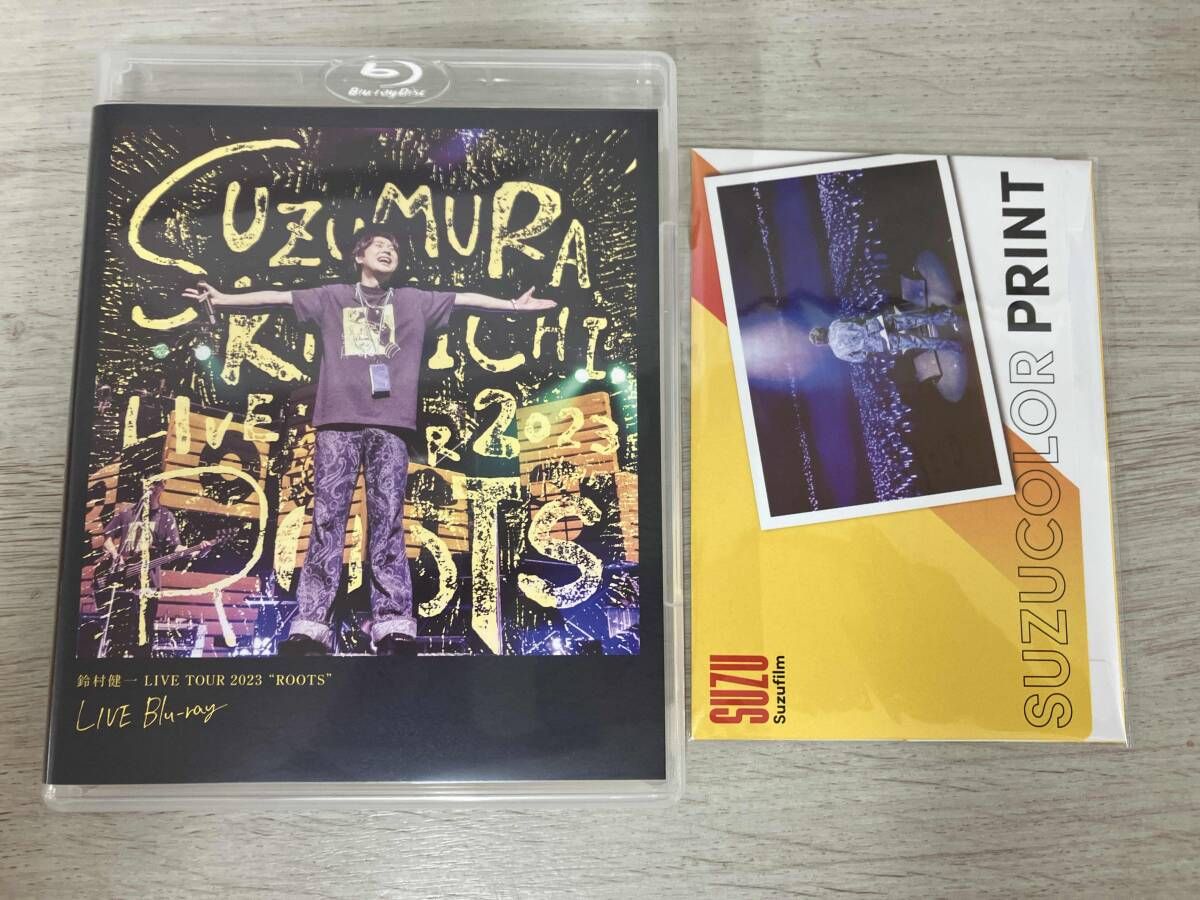 Blu-ray Disc
SUZUMURA
KENICHI
LIVE TOUR 2023
ROOTS
鈴村健一 LIVE TOUR 2023 “ROOTS”
LIVE Blu-ray
SUZUCOLOR PRINT
SUZU
Suzufilm